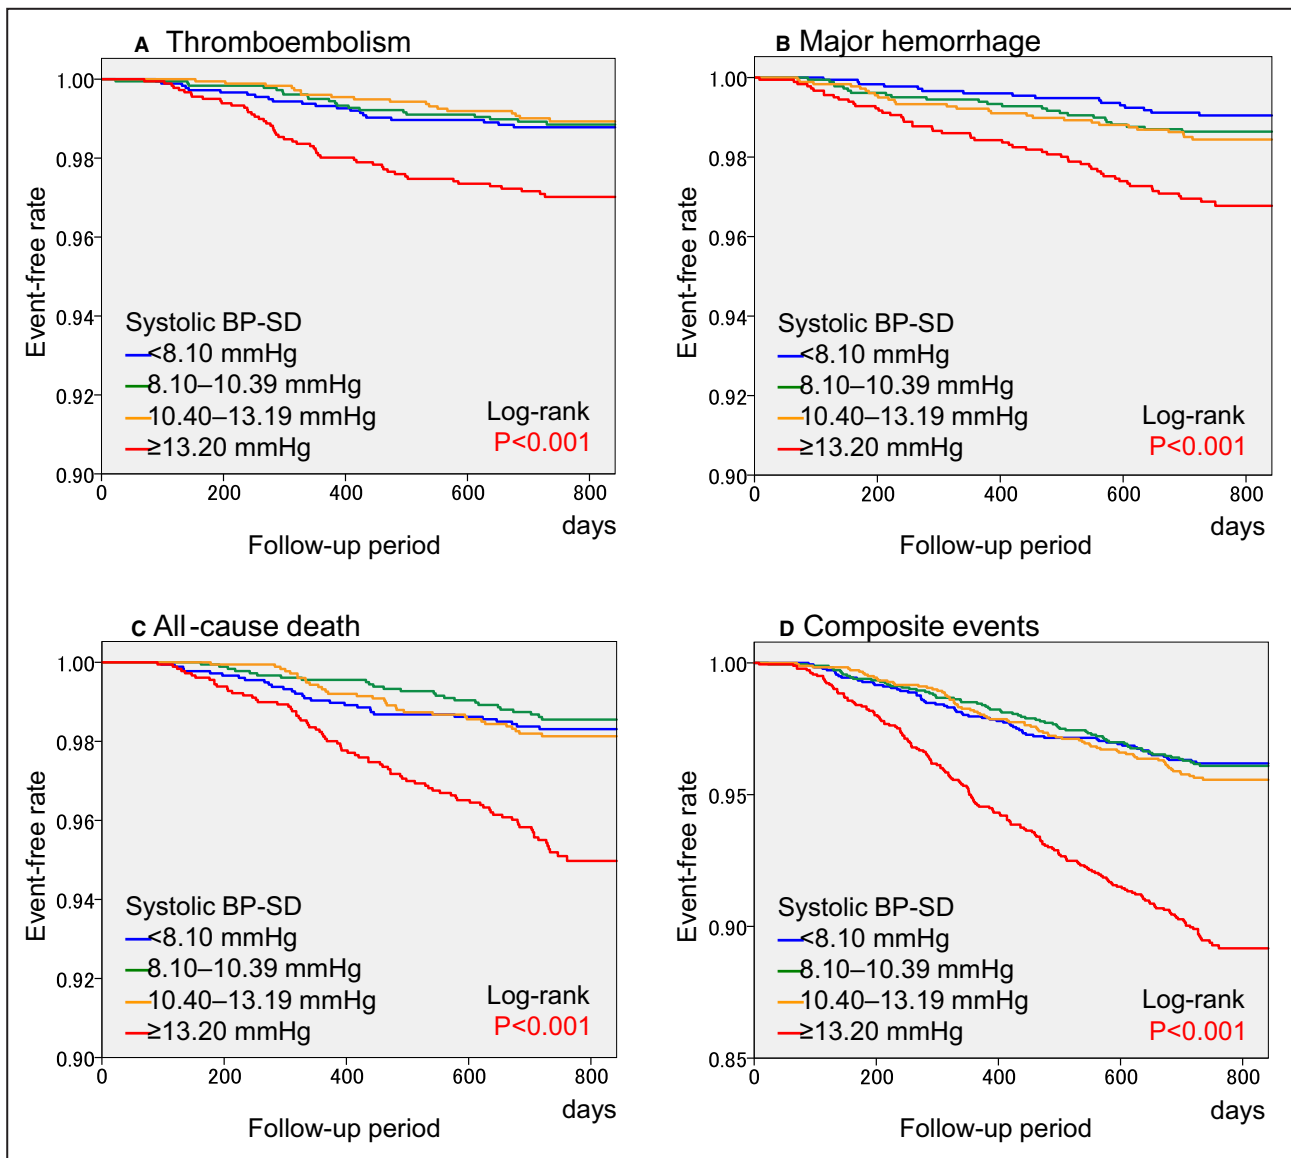 A Thromboembolism
1.00
0.98
0.96
0.94
0.92
0.90
Event-free rate
Systolic BP-SD
<8.10 mmHg
8.10–10.39 mmHg
10.40–13.19 mmHg
≥13.20 mmHg
Log-rank
P<0.001
0 200 400 600 800
days
Follow-up period
B Major hemorrhage
1.00
0.98
0.96
0.94
0.92
0.90
Event-free rate
Systolic BP-SD
<8.10 mmHg
8.10–10.39 mmHg
10.40–13.19 mmHg
≥13.20 mmHg
Log-rank
P<0.001
0 200 400 600 800
days
Follow-up period
C All-cause death
1.00
0.98
0.96
0.94
0.92
0.90
Event-free rate
Systolic BP-SD
<8.10 mmHg
8.10–10.39 mmHg
10.40–13.19 mmHg
≥13.20 mmHg
Log-rank
P<0.001
0 200 400 600 800
days
Follow-up period
D Composite events
1.00
0.95
0.90
0.85
Event-free rate
Systolic BP-SD
<8.10 mmHg
8.10–10.39 mmHg
10.40–13.19 mmHg
≥13.20 mmHg
Log-rank
P<0.001
0 200 400 600 800
days
Follow-up period